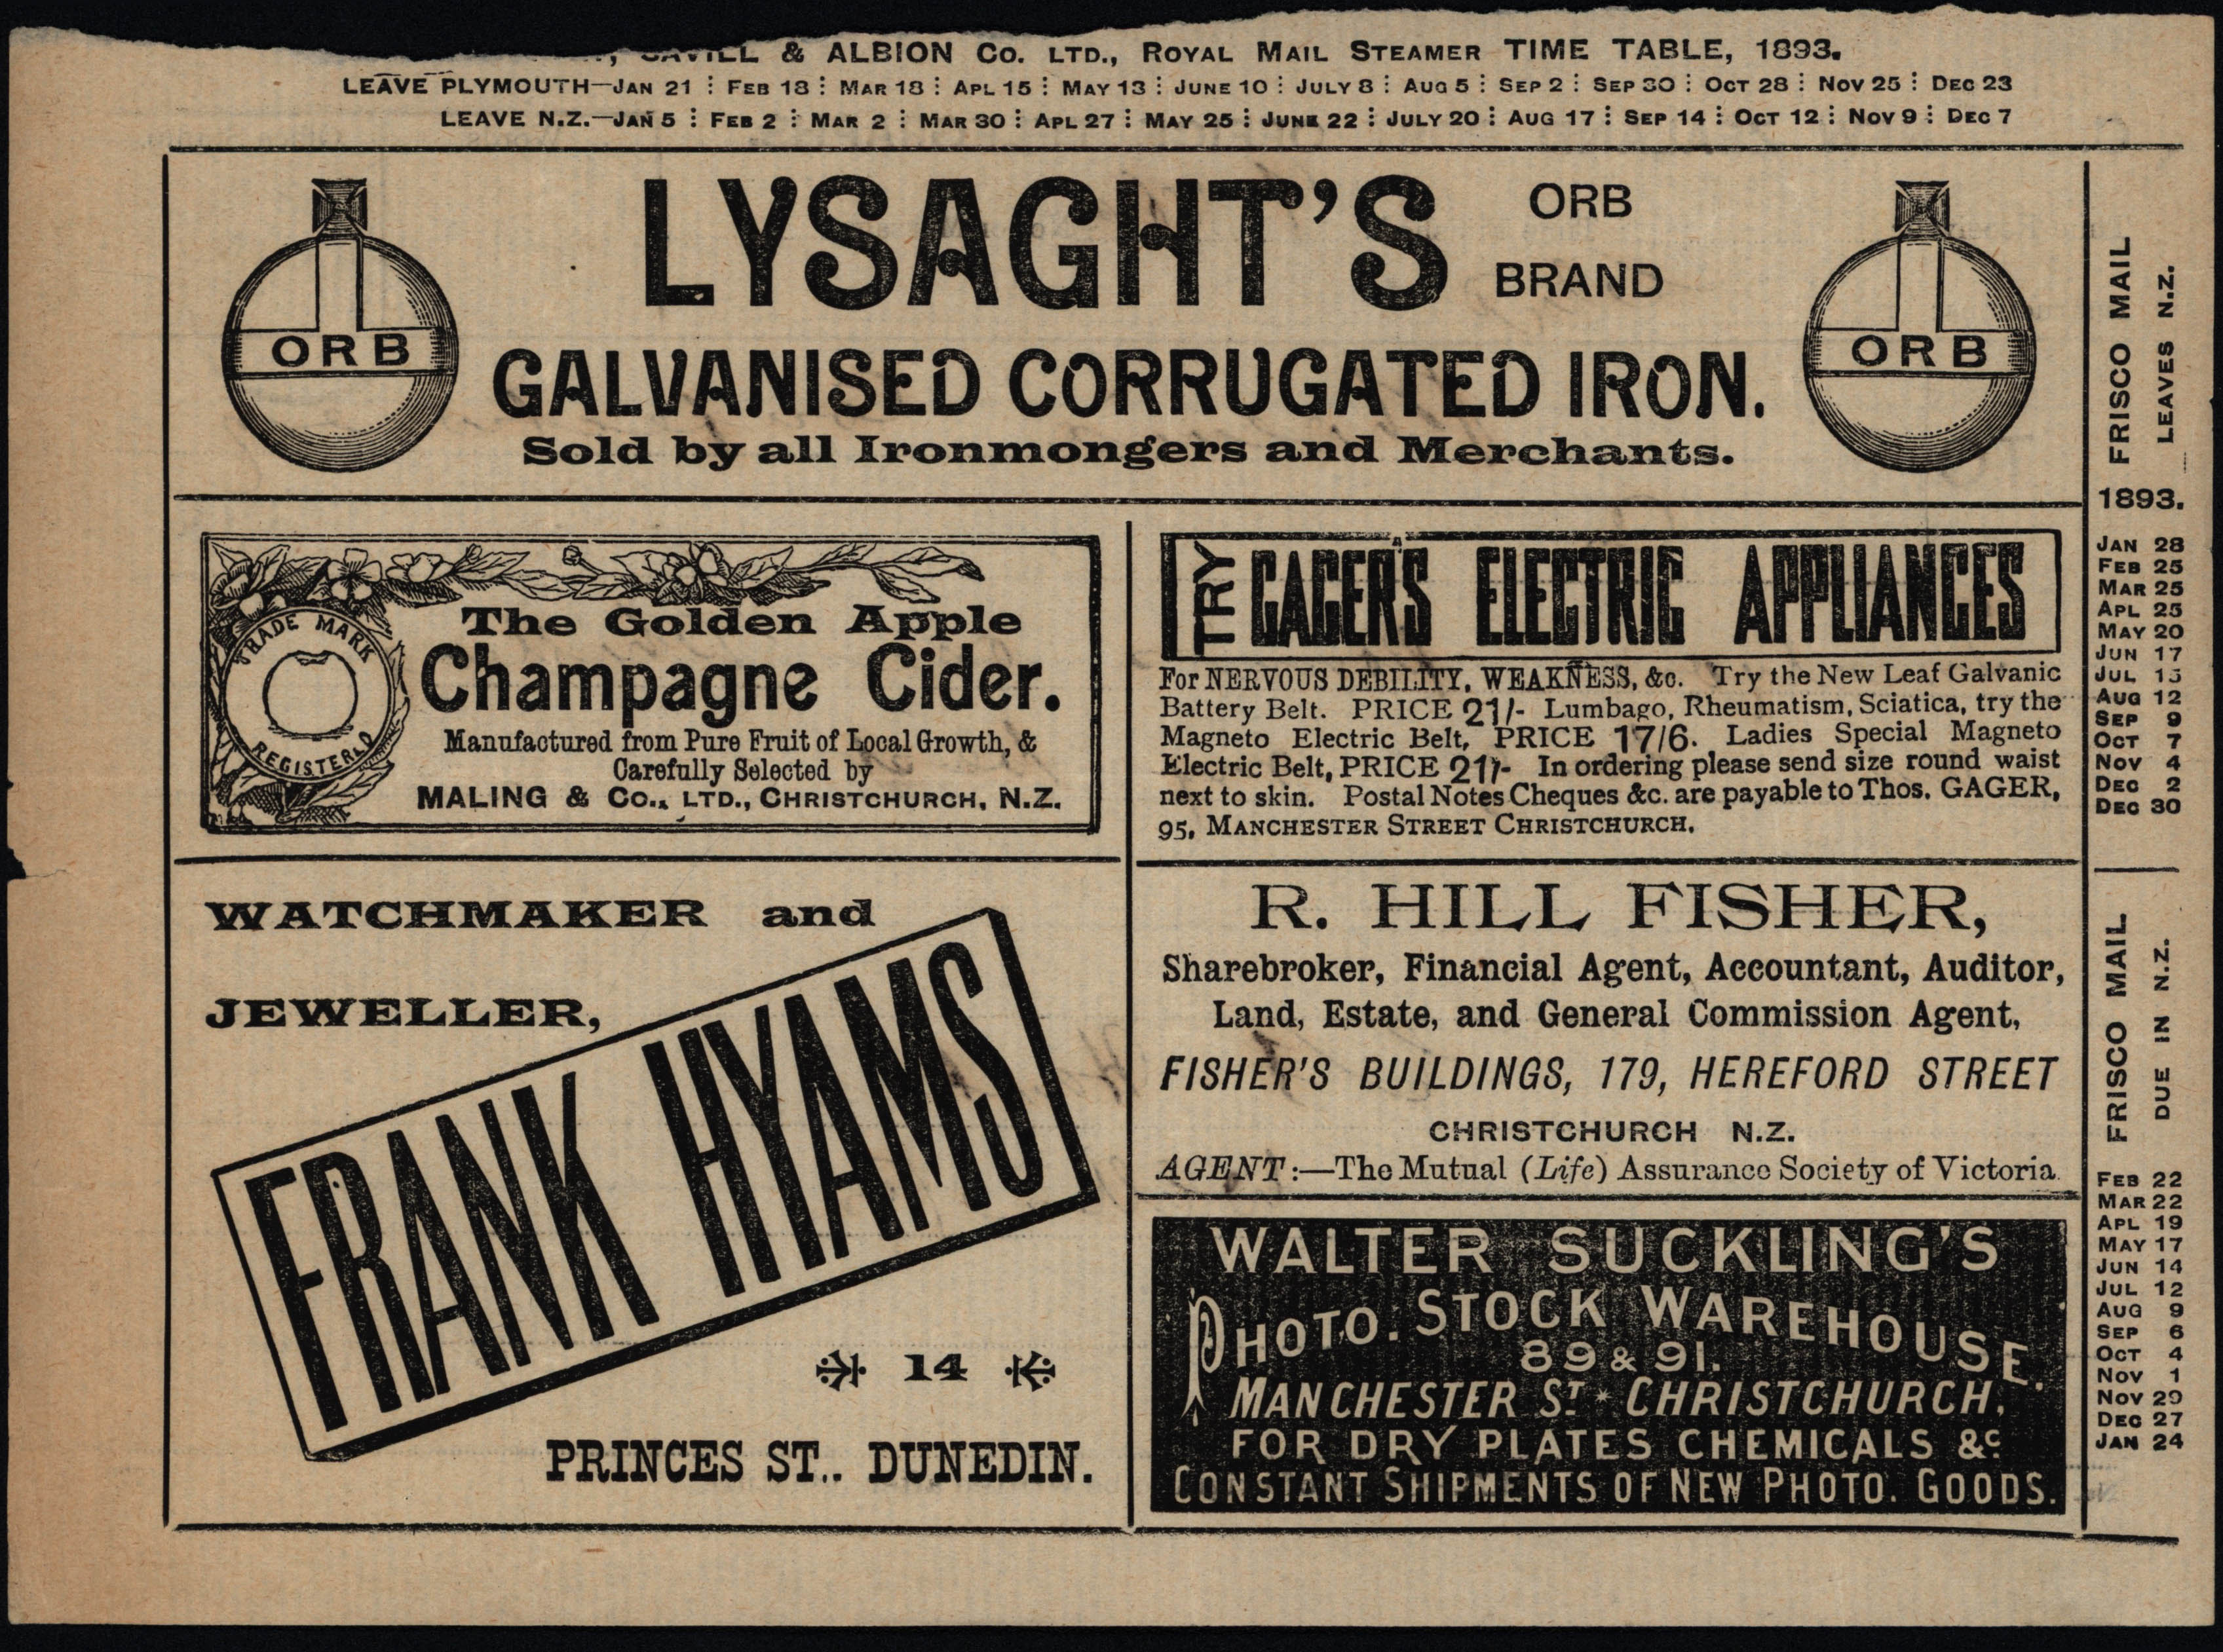 SAVILL & ALBION CO. LTD., ROYAL MAIL STEAMER TIME TABLE, 1893.
LEAVE PLYMOUTH—JAN 21 ⋮ FEB 18 ⋮ MAR 18 ⋮ APL 15 ⋮ MAY 13 ⋮ JUNE 10 ⋮ JULY 8 ⋮ AUG 5 ⋮ SEP 2 ⋮ SEP 30 ⋮ OCT 28 ⋮ NOV 25 ⋮ DEC 23
LEAVE N.Z.—JAN 5 ⋮ FEB 2 ⋮ MAR 2 ⋮ MAR 30 ⋮ APL 27 ⋮ MAY 25 ⋮ JUNE 22 ⋮ JULY 20 ⋮ AUG 17 ⋮ SEP 14 ⋮ OCT 12 ⋮ NOV 9 ⋮ DEC 7
ORB
LYSAGHT'S
ORB
BRAND
ORB
GALVANISED CORRUGATED IRON.
Sold by all Ironmongers and Merchants.
TRADE MARK
REGISTERED
The Golden Apple
Champagne Cider.
Manufactured from Pure Fruit of Local Growth, &
Carefully Selected by
MALING & CO., LTD., CHRISTCHURCH, N.Z.
TRY GAGER'S ELECTRIC APPLIANCES
For NERVOUS DEBILITY, WEAKNESS, &c. Try the New Leaf Galvanic
Battery Belt. PRICE 21/- Lumbago, Rheumatism, Sciatica, try the
Magneto Electric Belt, PRICE 17/6. Ladies Special Magneto
Electric Belt, PRICE 21/- In ordering please send size round waist
next to skin. Postal Notes Cheques &c. are payable to Thos. GAGER,
95, MANCHESTER STREET CHRISTCHURCH.
WATCHMAKER and
JEWELLER,
FRANK HYAMS
14
PRINCES ST.. DUNEDIN.
R. HILL FISHER,
Sharebroker, Financial Agent, Accountant, Auditor,
Land, Estate, and General Commission Agent,
FISHER'S BUILDINGS, 179, HEREFORD STREET
CHRISTCHURCH N.Z.
AGENT:—The Mutual (Life) Assurance Society of Victoria
WALTER SUCKLING'S
PHOTO. STOCK WAREHOUSE.
89 & 91.
MANCHESTER ST CHRISTCHURCH.
FOR DRY PLATES CHEMICALS &c
CONSTANT SHIPMENTS OF NEW PHOTO. GOODS.
FRISCO MAIL
LEAVES N.Z.
1893.
JAN 28
FEB 25
MAR 25
APL 25
MAY 20
JUN 17
JUL 15
AUG 12
SEP 9
OCT 7
NOV 4
DEC 2
DEC 30
FRISCO MAIL
DUE IN N.Z.
FEB 22
MAR 22
APL 19
MAY 17
JUN 14
JUL 12
AUG 9
SEP 6
OCT 4
NOV 1
NOV 29
DEC 27
JAN 24